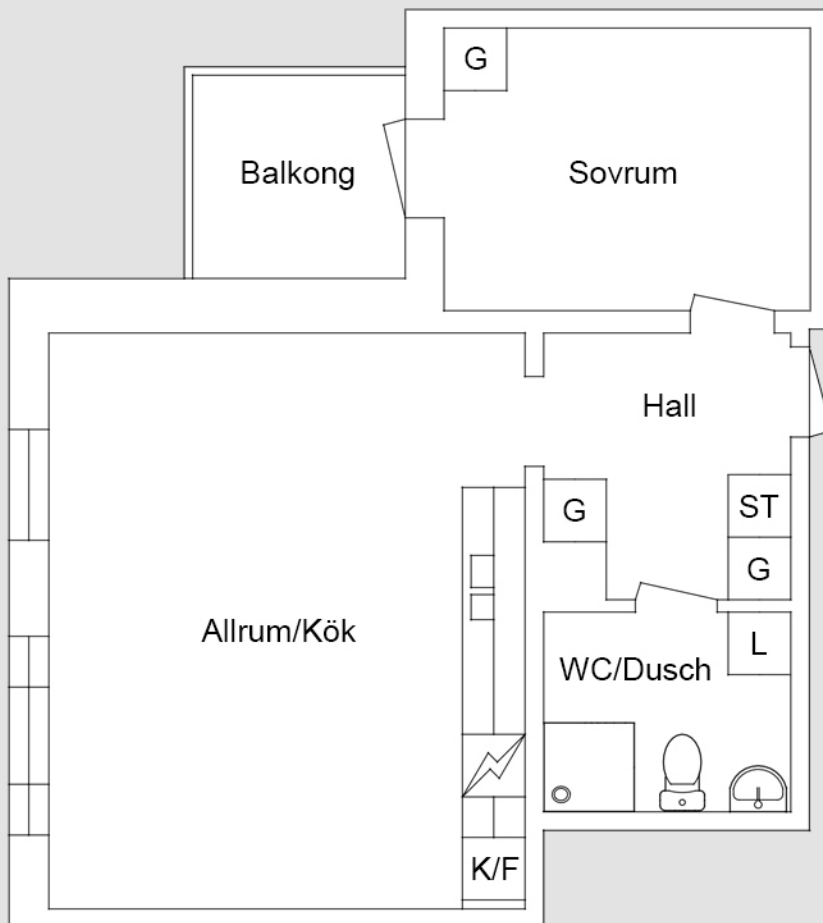 G
Balkong
Sovrum
Hall
G
ST
G
Allrum/Kök
L
WC/Dusch
K/F